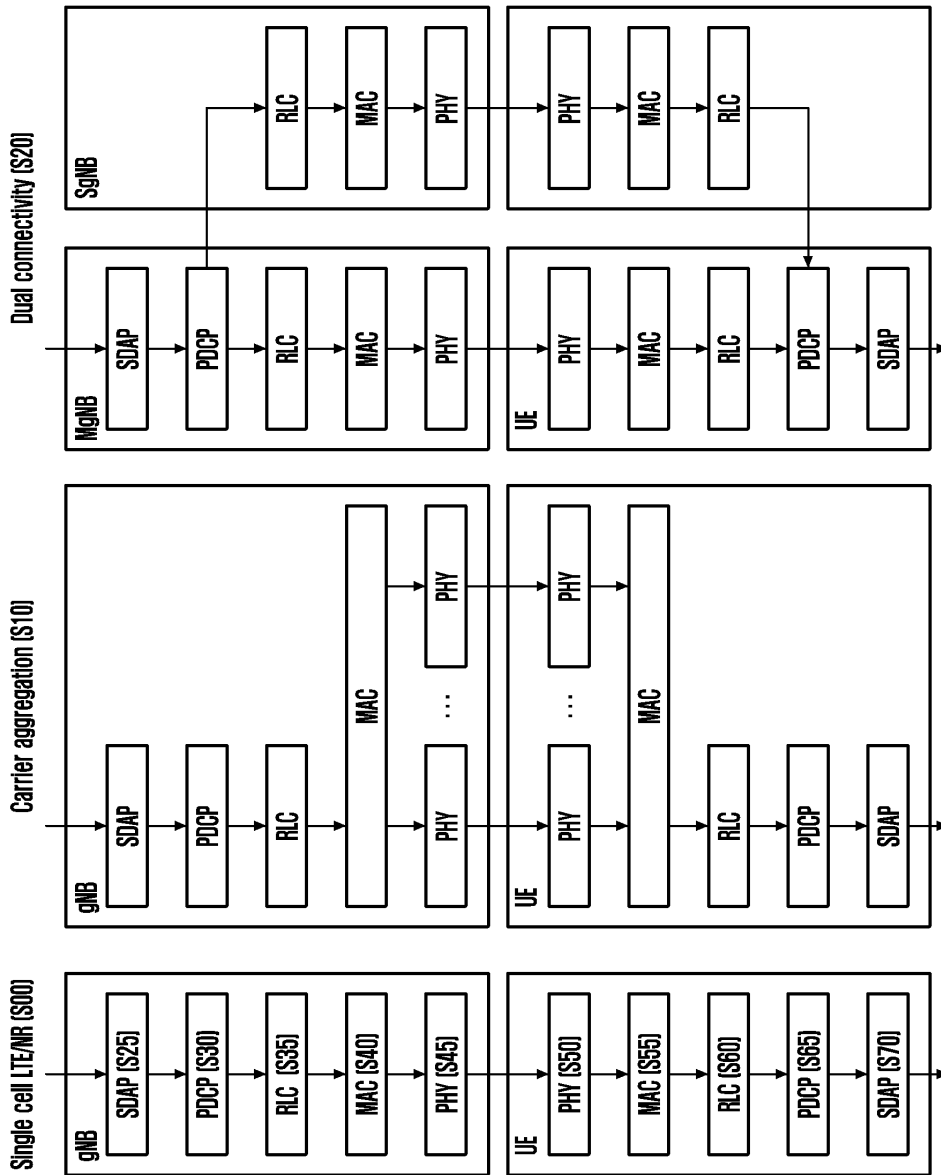 Single cell LTE/NR (S00)
gNB
SDAP (S25)
PDCP (S30)
RLC (S35)
MAC (S40)
PHY (S45)
UE
PHY (S50)
MAC (S55)
RLC (S60)
PDCP (S65)
SDAP (S70)
Carrier aggregation (S10)
gNB
SDAP
PDCP
RLC
MAC
PHY
...
PHY
UE
PHY
...
PHY
MAC
RLC
PDCP
SDAP
Dual connectivity (S20)
MgNB
SDAP
PDCP
RLC
MAC
PHY
SgNB
RLC
MAC
PHY
UE
PHY
MAC
RLC
PDCP
SDAP
PHY
MAC
RLC